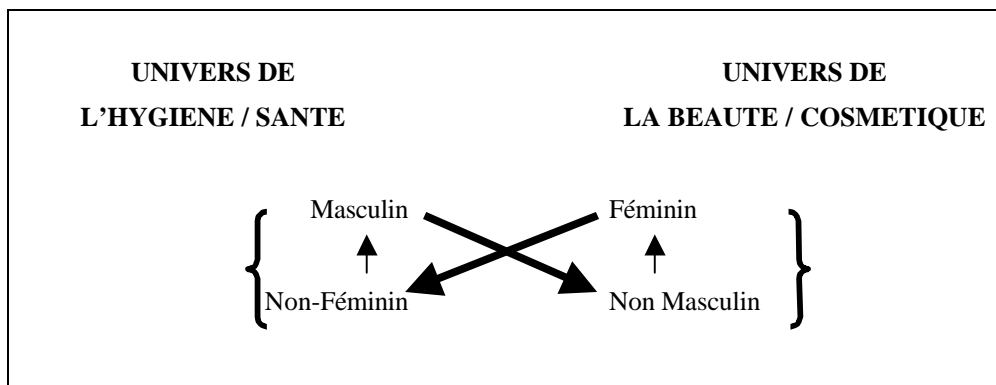 UNIVERS DE
L'HYGIENE / SANTE
UNIVERS DE
LA BEAUTE / COSMETIQUE
Masculin
Féminin
Non-Féminin
Non Masculin